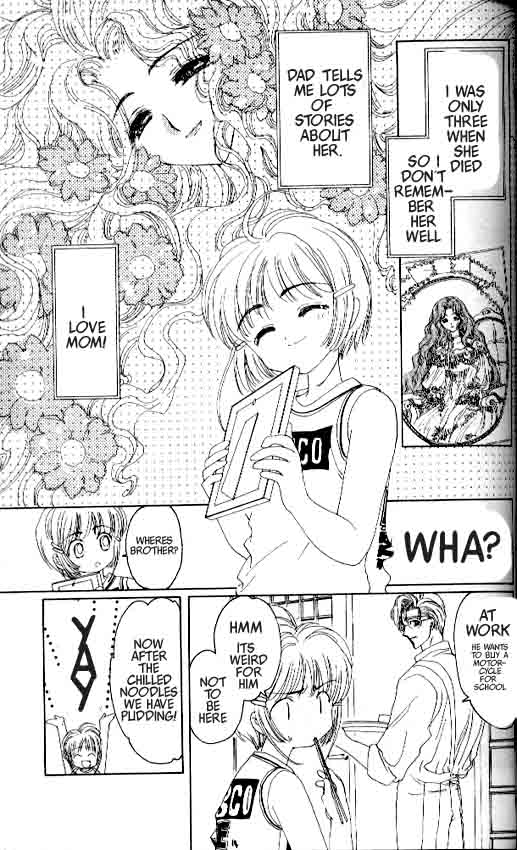 I WAS
ONLY
THREE
WHEN
SHE
DIED
SO I
DON'T
REMEM-
BER
HER
WELL
DAD TELLS
ME LOTS
OF
STORIES
ABOUT
HER.
I
LOVE
MOM!
CO
WHA?
WHERES
BROTHER?
AT
WORK
HE WANTS
TO BUY A
MOTOR-
CYCLE
FOR
SCHOOL
HMM
ITS
WEIRD
FOR
HIM
NOT
TO BE
HERE
CO
NOW
AFTER
THE
CHILLED
NOODLES
WE HAVE
PUDDING!
YAY